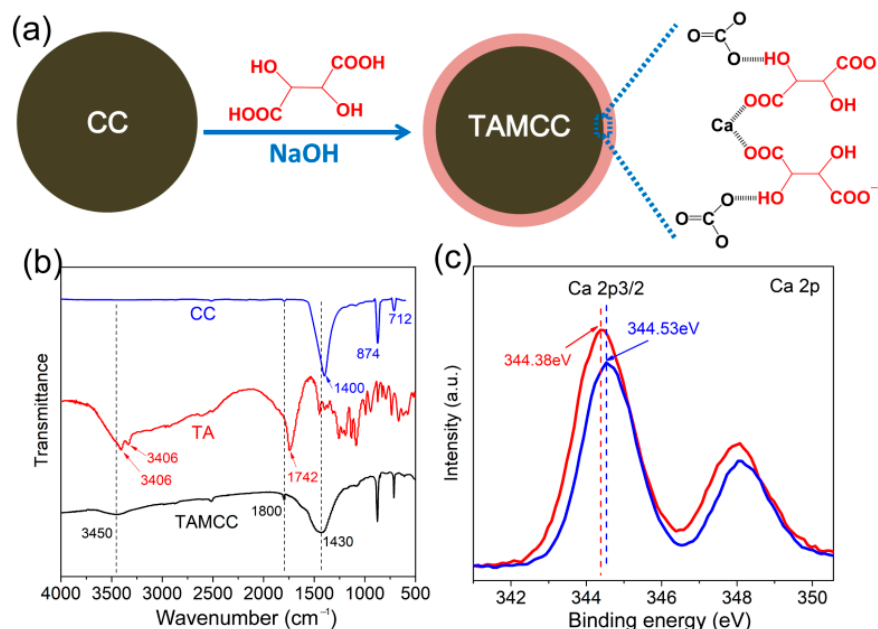 (a)
CC
HO
COOH
HOOC
OH
NaOH
TAMCC
O
O=C
O
HO
COO
OOC
OH
Ca
OOC
OH
HO
COO⁻
O
O=C
O
(b)
CC
712
874
1400
TA
3406
3406
1742
TAMCC
3450
1800
1430
Transmittance
4000 3500 3000 2500 2000 1500 1000 500
Wavenumber (cm⁻¹)
(c)
Ca 2p3/2
Ca 2p
344.53eV
344.38eV
Intensity (a.u.)
342 344 346 348 350
Binding energy (eV)